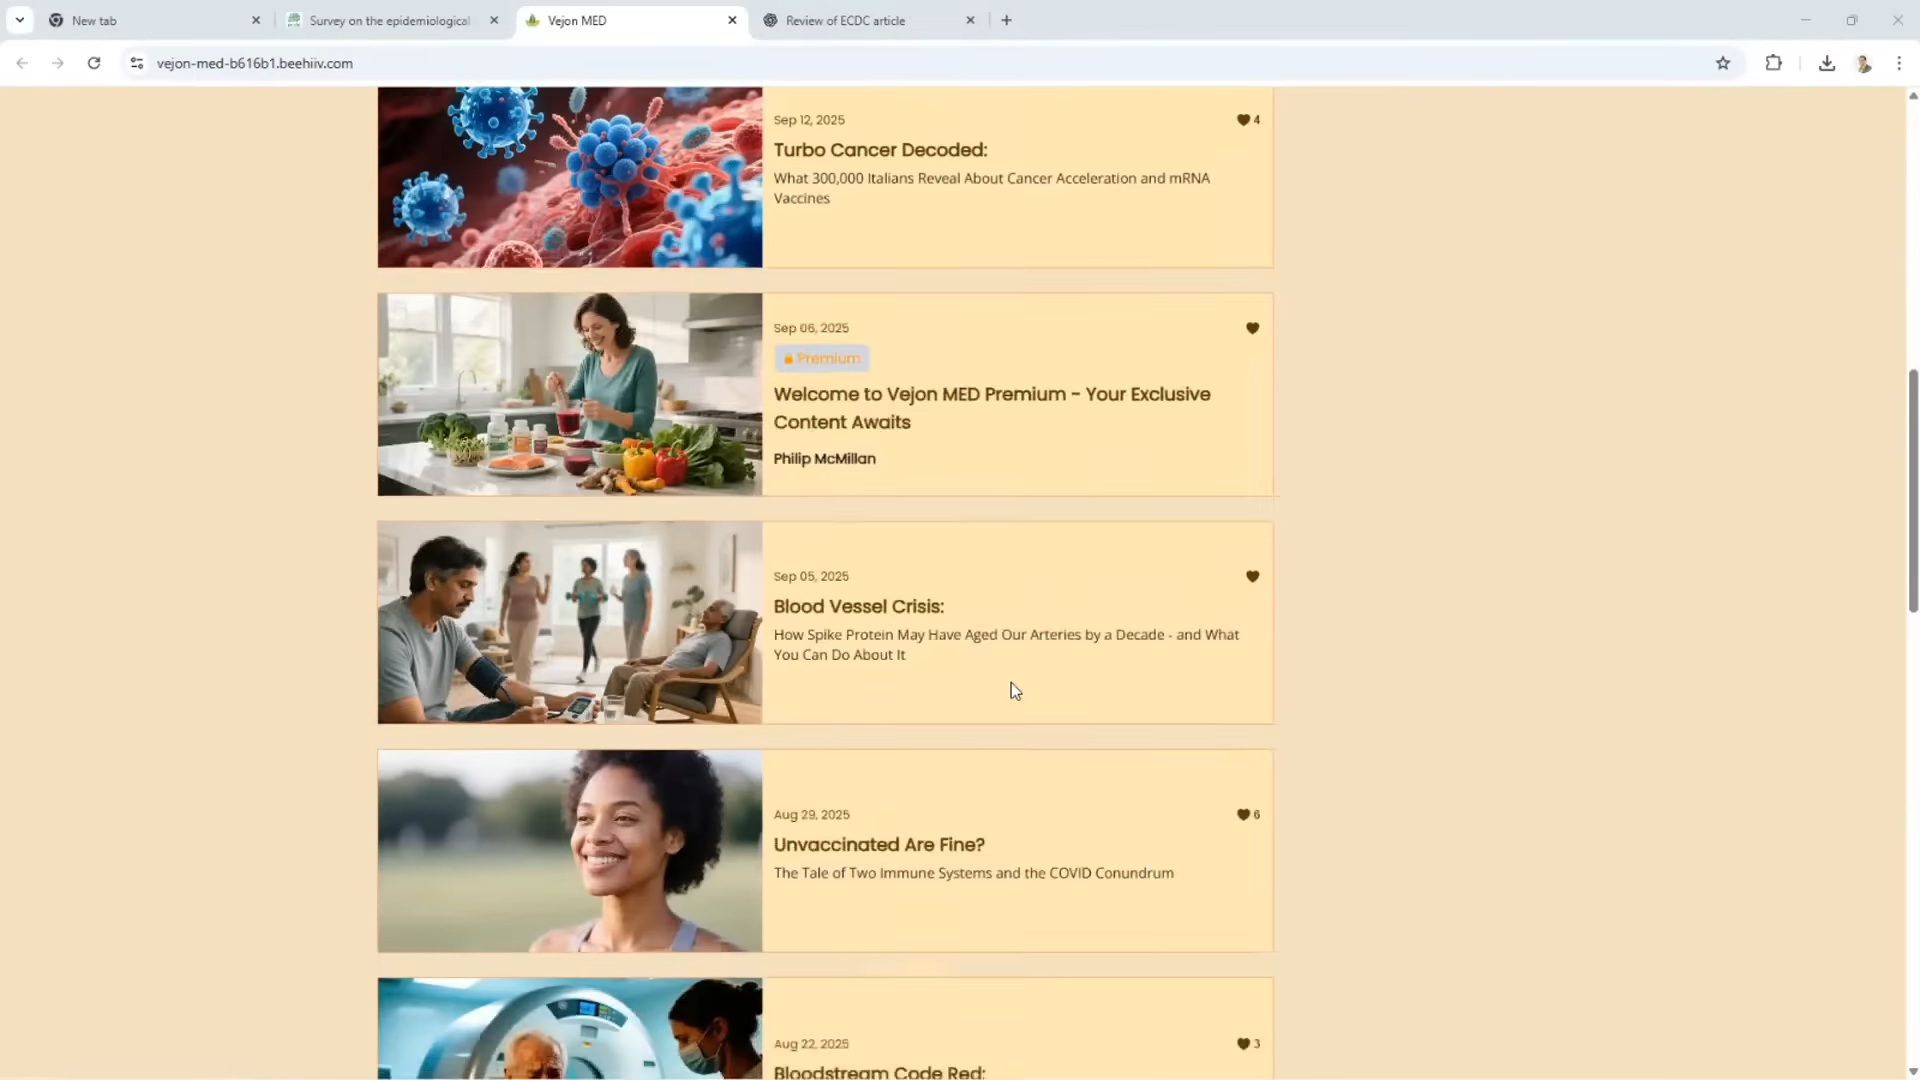 New tab
Survey on the epidemiological
Vejon MED
Review of ECDC article
vejon-med-b616b1.beehiiv.com
Sep 12, 2025
4
Turbo Cancer Decoded:
What 300,000 Italians Reveal About Cancer Acceleration and mRNA
Vaccines
Sep 06, 2025
Premium
Welcome to Vejon MED Premium - Your Exclusive
Content Awaits
Philip McMillan
Sep 05, 2025
Blood Vessel Crisis:
How Spike Protein May Have Aged Our Arteries by a Decade - and What
You Can Do About It
Aug 29, 2025
6
Unvaccinated Are Fine?
The Tale of Two Immune Systems and the COVID Conundrum
Aug 22, 2025
3
Bloodstream Code Red: